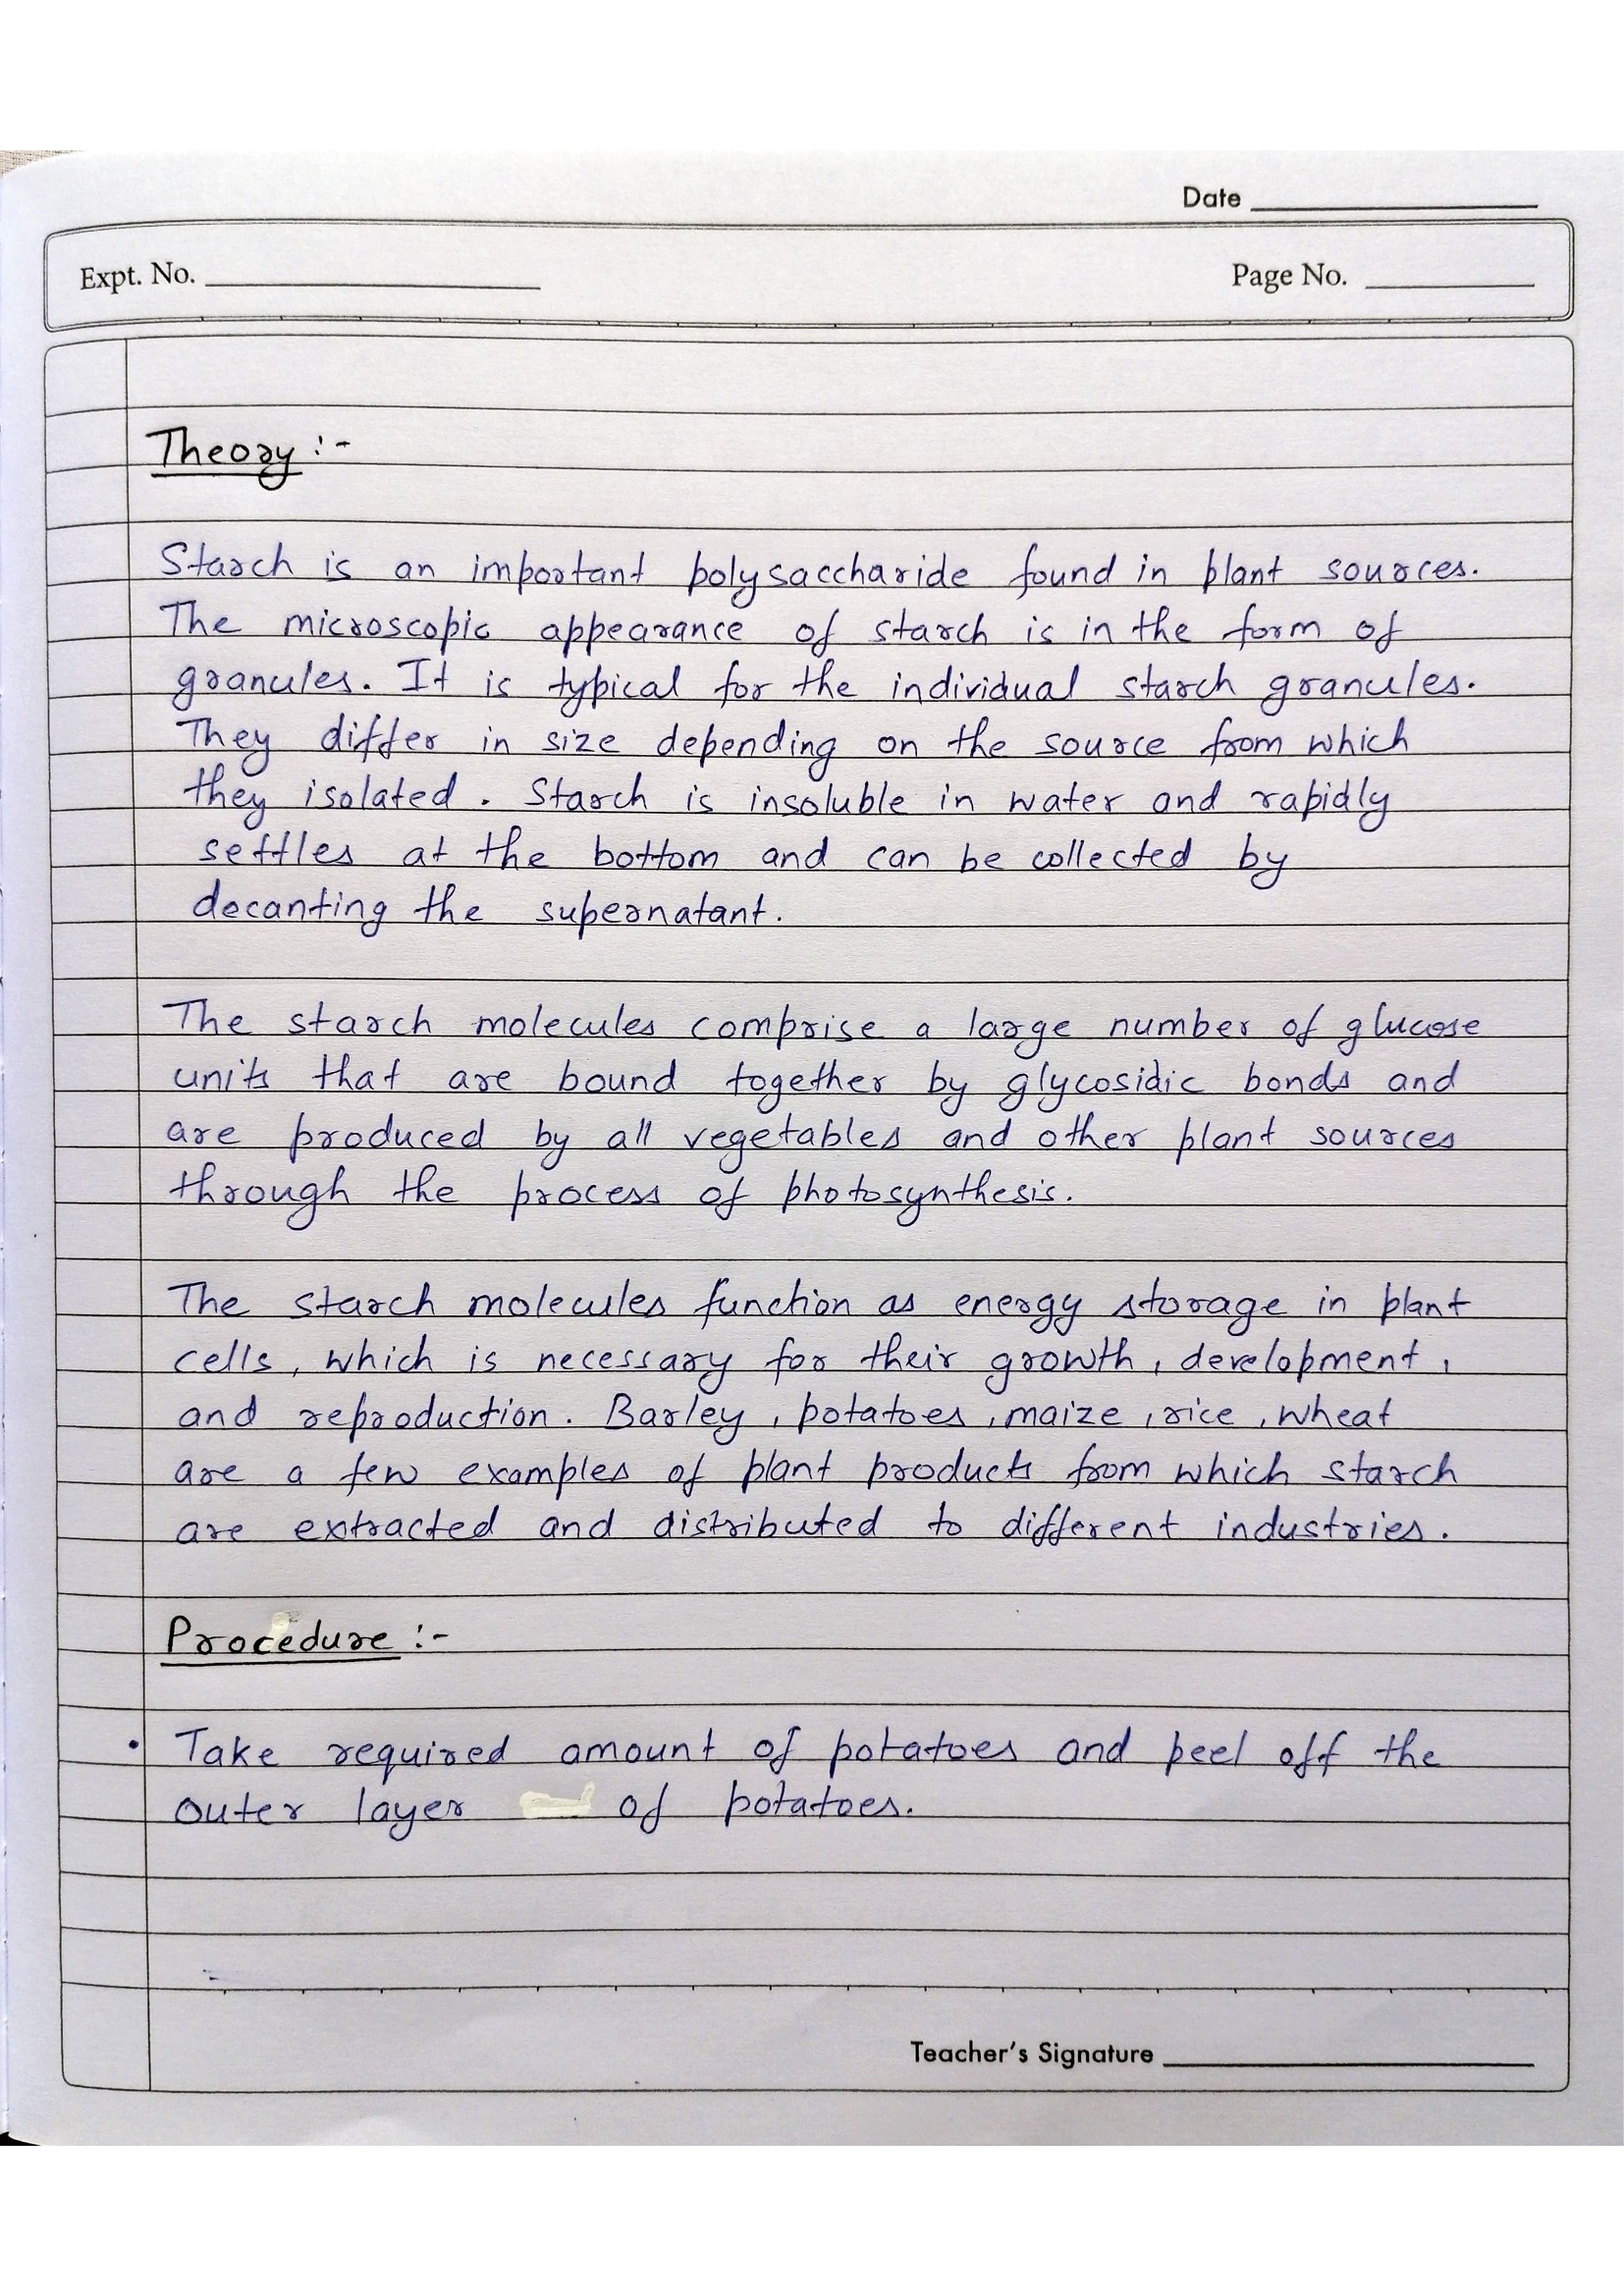 Date
Expt. No.
Page No.
Theory :-
Starch is an important polysaccharide found in plant sources.
The microscopic appearance of starch is in the form of
granules. It is typical for the individual starch granules.
They differ in size depending on the source from which
they isolated. Starch is insoluble in water and rapidly
settles at the bottom and can be collected by
decanting the supernatant.
The starch molecules comprise a large number of glucose
units that are bound together by glycosidic bonds and
are produced by all vegetables and other plant sources
through the process of photosynthesis.
The starch molecules function as energy storage in plant
cells, which is necessary for their growth, development,
and reproduction. Barley, potatoes, maize, rice, wheat
are a few examples of plant products from which starch
are extracted and distributed to different industries.
Procedure :-
• Take required amount of potatoes and peel off the
outer layer of potatoes.
Teacher's Signature